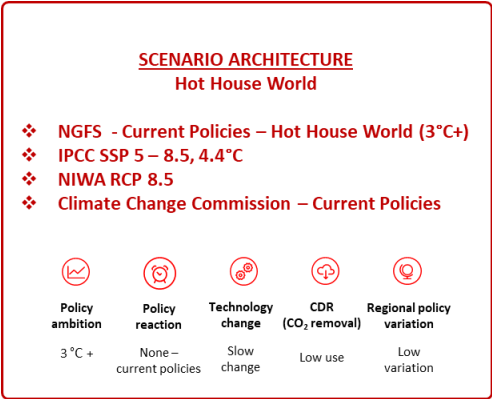 SCENARIO ARCHITECTURE
Hot House World
❖ NGFS - Current Policies – Hot House World (3°C+)
❖ IPCC SSP 5 – 8.5, 4.4°C
❖ NIWA RCP 8.5
❖ Climate Change Commission – Current Policies
Policy ambition
Policy reaction
Technology change
CDR (CO₂ removal)
Regional policy variation
3 °C +
None – current policies
Slow change
Low use
Low variation